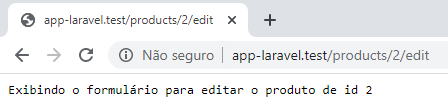 app-laravel.test/products/2/edit
Não seguro | app-laravel.test/products/2/edit
Exibindo o formulário para editar o produto de id 2